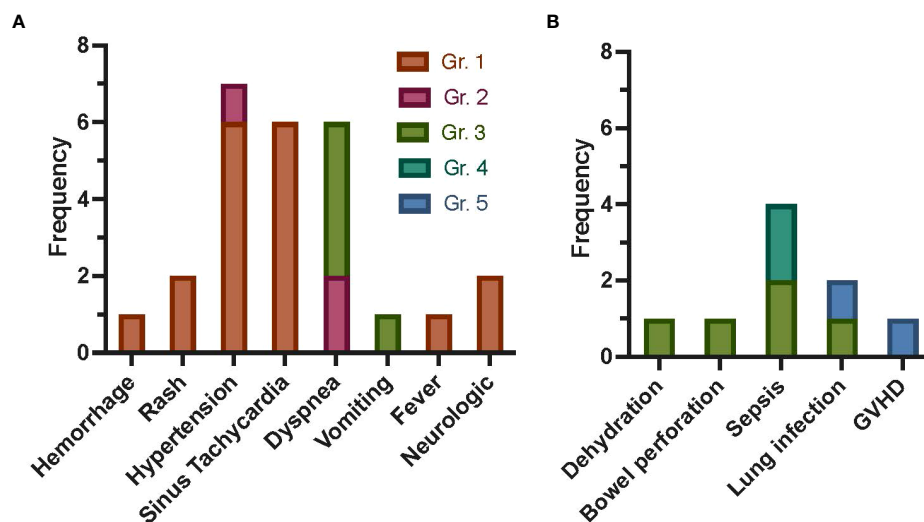 A
Frequency
8
6
4
2
0
Gr. 1
Gr. 2
Gr. 3
Gr. 4
Gr. 5
Hemorrhage
Rash
Hypertension
Sinus Tachycardia
Dyspnea
Vomiting
Fever
Neurologic
B
Frequency
8
6
4
2
0
Dehydration
Bowel perforation
Sepsis
Lung infection
GVHD